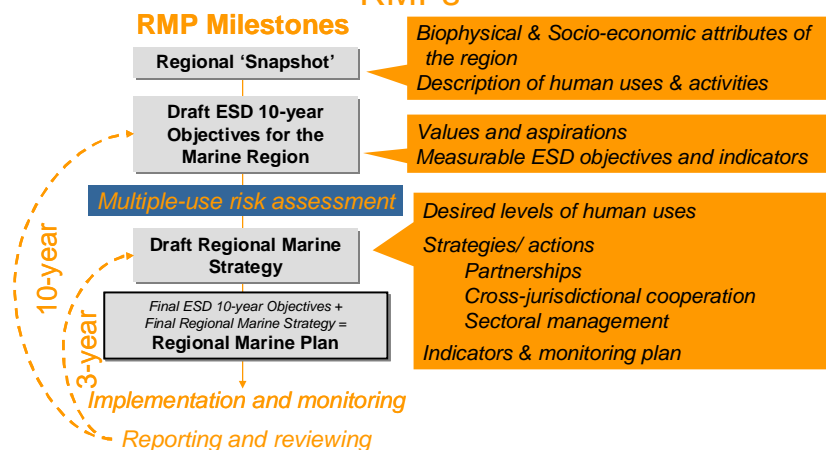 RMPs
RMP Milestones
Regional ‘Snapshot’
Biophysical & Socio-economic attributes of
the region
Description of human uses & activities
Draft ESD 10-year
Objectives for the
Marine Region
Values and aspirations
Measurable ESD objectives and indicators
Multiple-use risk assessment
Draft Regional Marine
Strategy
Desired levels of human uses
Strategies/ actions
Partnerships
Cross-jurisdictional cooperation
Sectoral management
Indicators & monitoring plan
Final ESD 10-year Objectives +
Final Regional Marine Strategy =
Regional Marine Plan
10-year
3-year
Implementation and monitoring
Reporting and reviewing